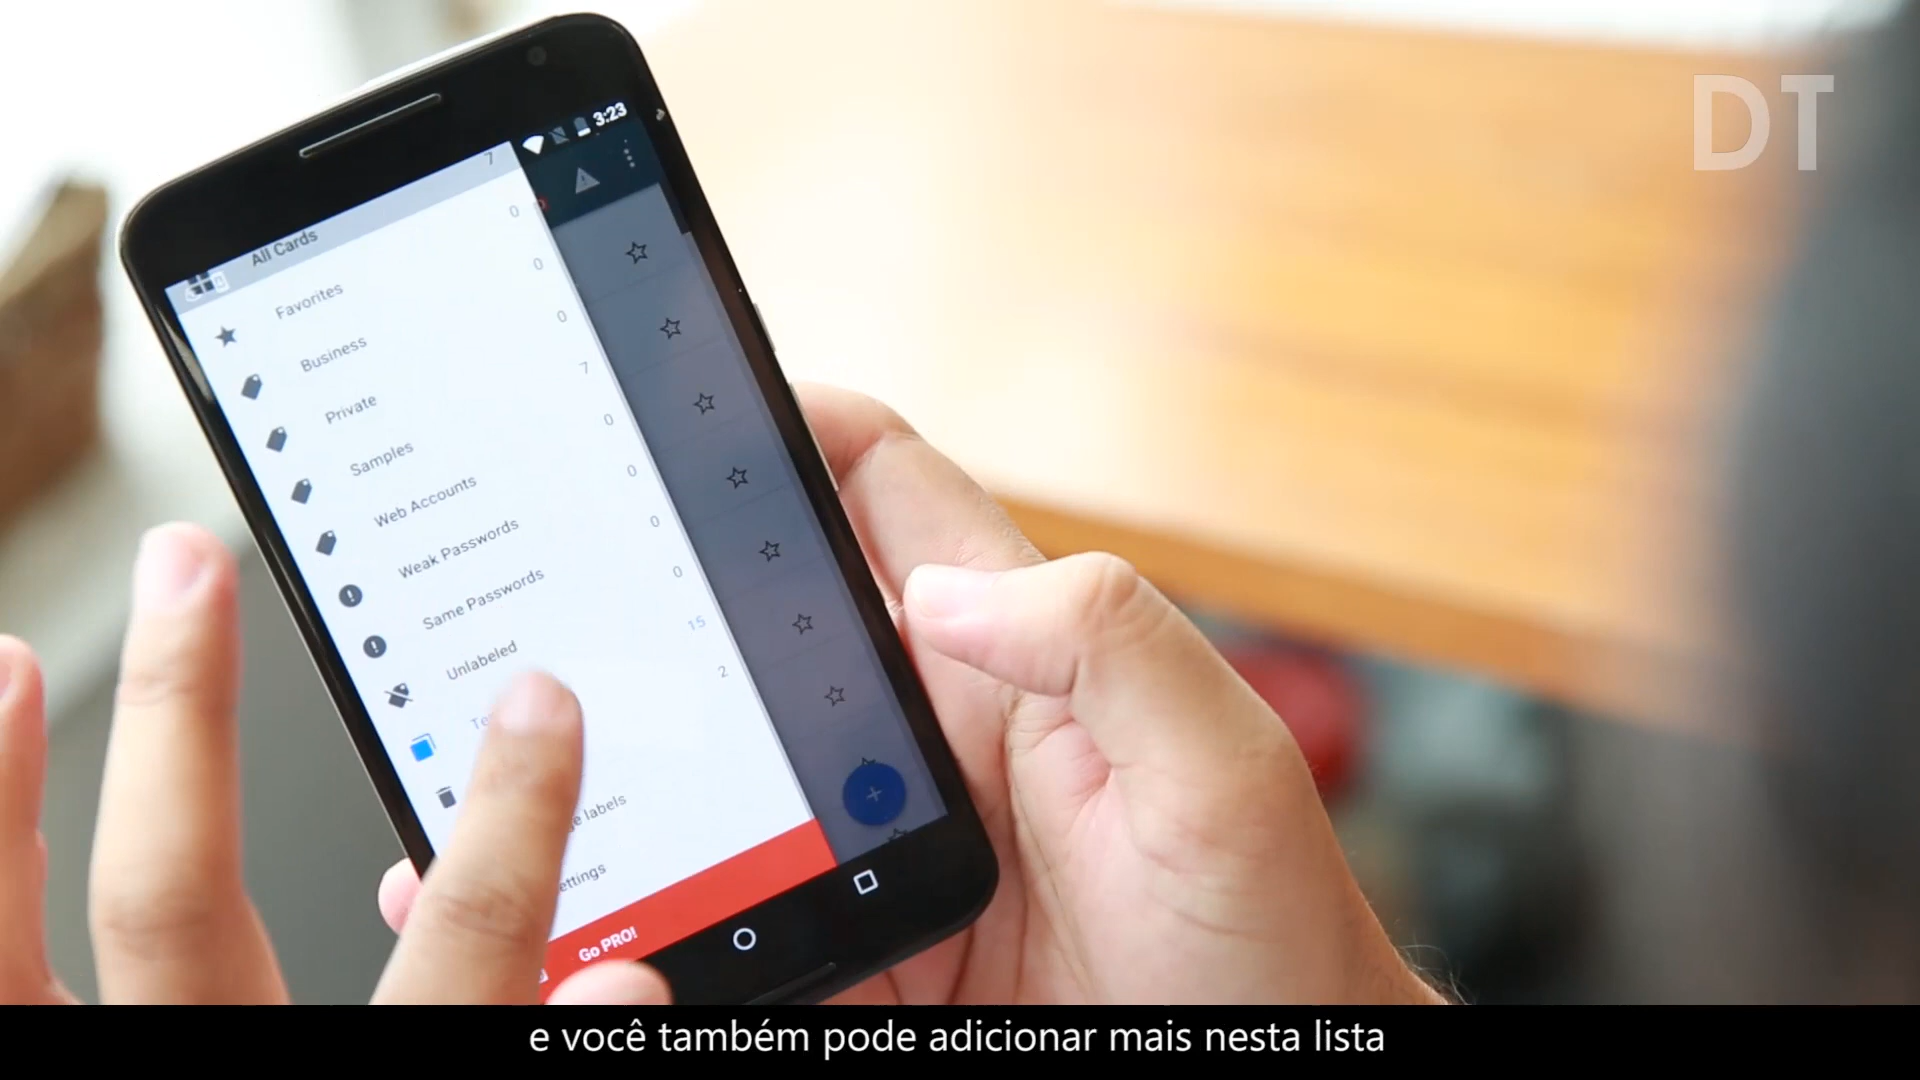 DT
3:23
All Cards 7
Favorites 0
Business 0
Private 0
Samples 7
Web Accounts 0
Weak Passwords 0
Same Passwords 0
Unlabeled 0
15
2
labels
ettings
Go PRO!
e você também pode adicionar mais nesta lista